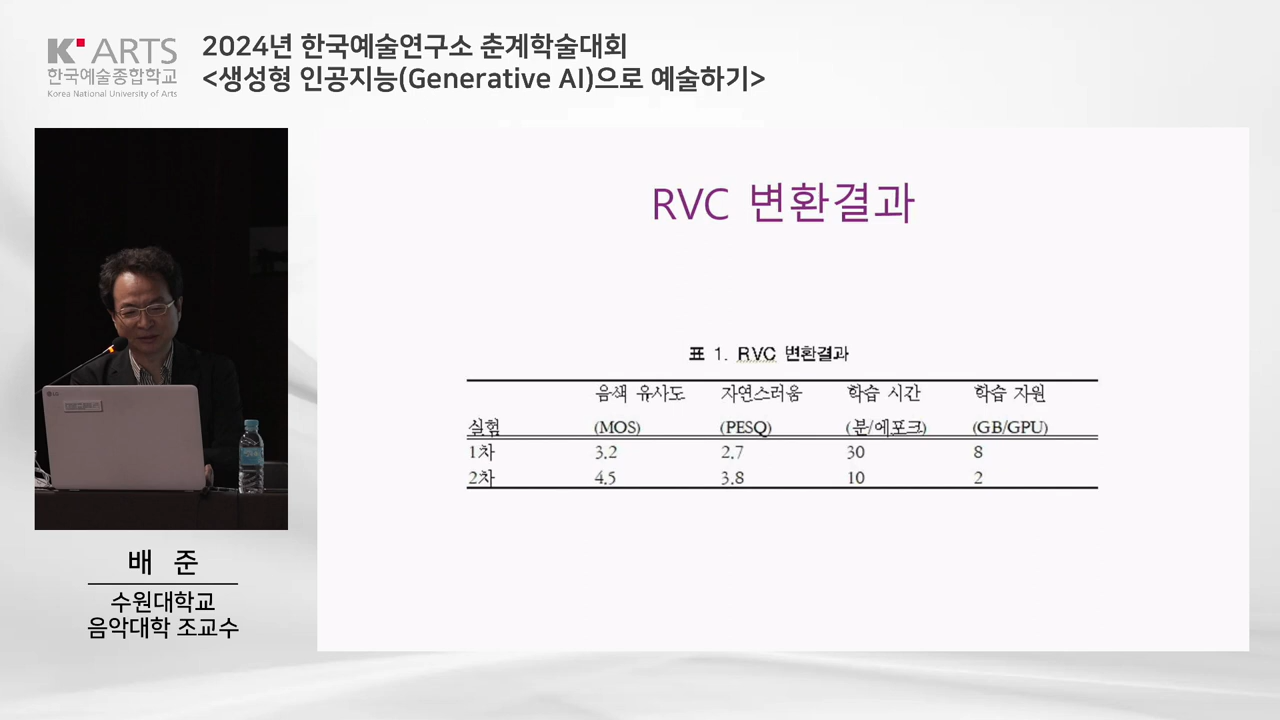 K ARTS
한국예술종합학교
Korea National University of Arts
2024년 한국예술연구소 춘계학술대회
<생성형 인공지능(Generative AI)으로 예술하기>
RVC 변환결과
표 1. RVC 변환결과
음색 유사도 자연스러움 학습 시간 학습 자원
실험 (MOS) (PESQ) (분/에포크) (GB/GPU)
1차 3.2 2.7 30 8
2차 4.5 3.8 10 2
LG
배 준
수원대학교
음악대학 조교수